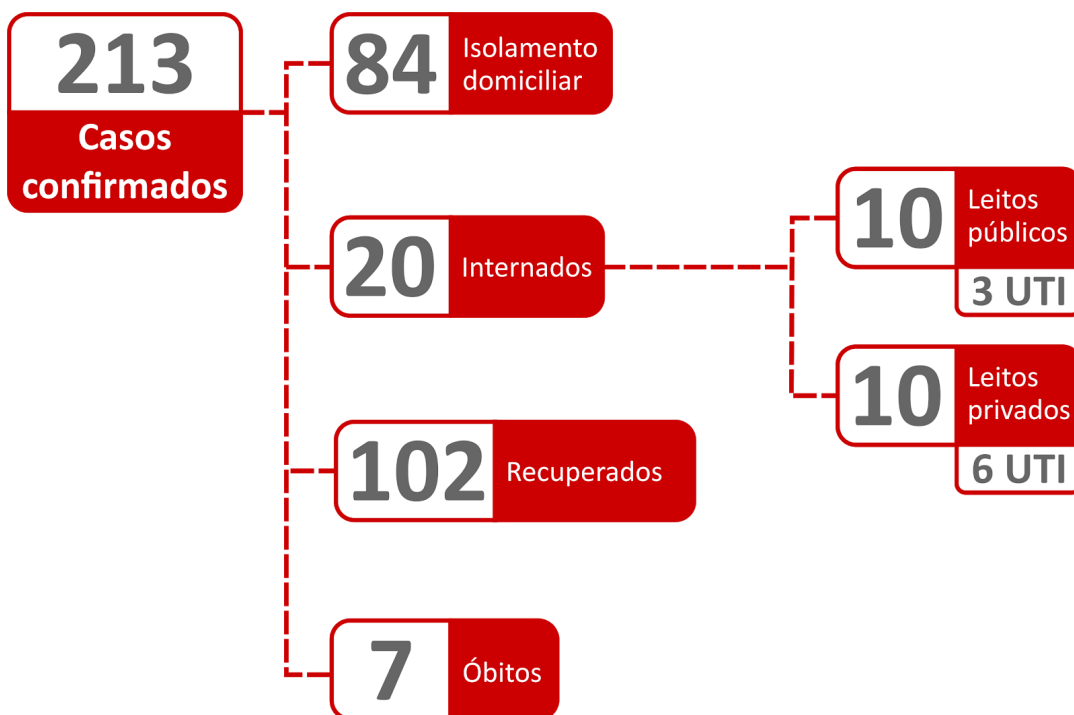 213
Casos
confirmados
84
Isolamento
domiciliar
20
Internados
10
Leitos
públicos
3 UTI
10
Leitos
privados
6 UTI
102
Recuperados
7
Óbitos